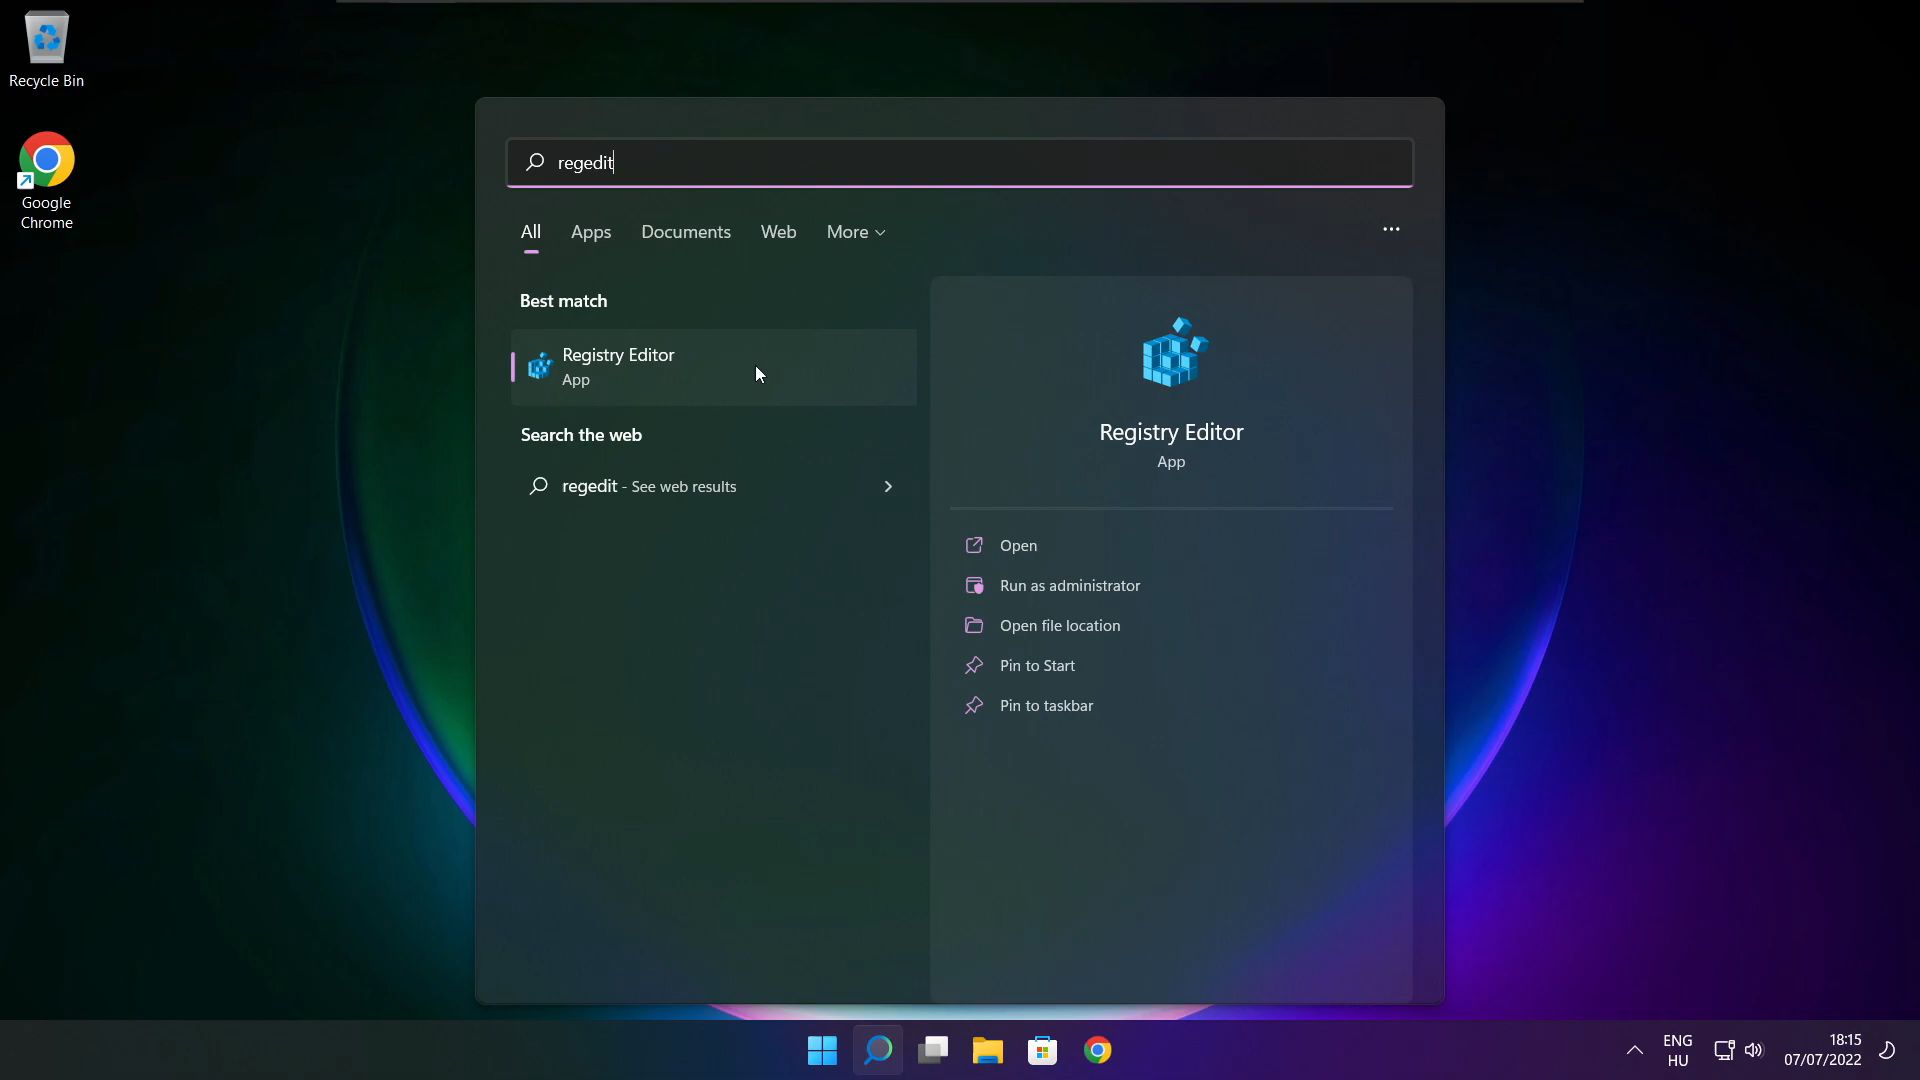 Recycle Bin
Google
Chrome
regedit
All Apps Documents Web More
Best match
Registry Editor
App
Search the web
regedit - See web results
Registry Editor
App
Open
Run as administrator
Open file location
Pin to Start
Pin to taskbar
ENG
HU
18:15
07/07/2022